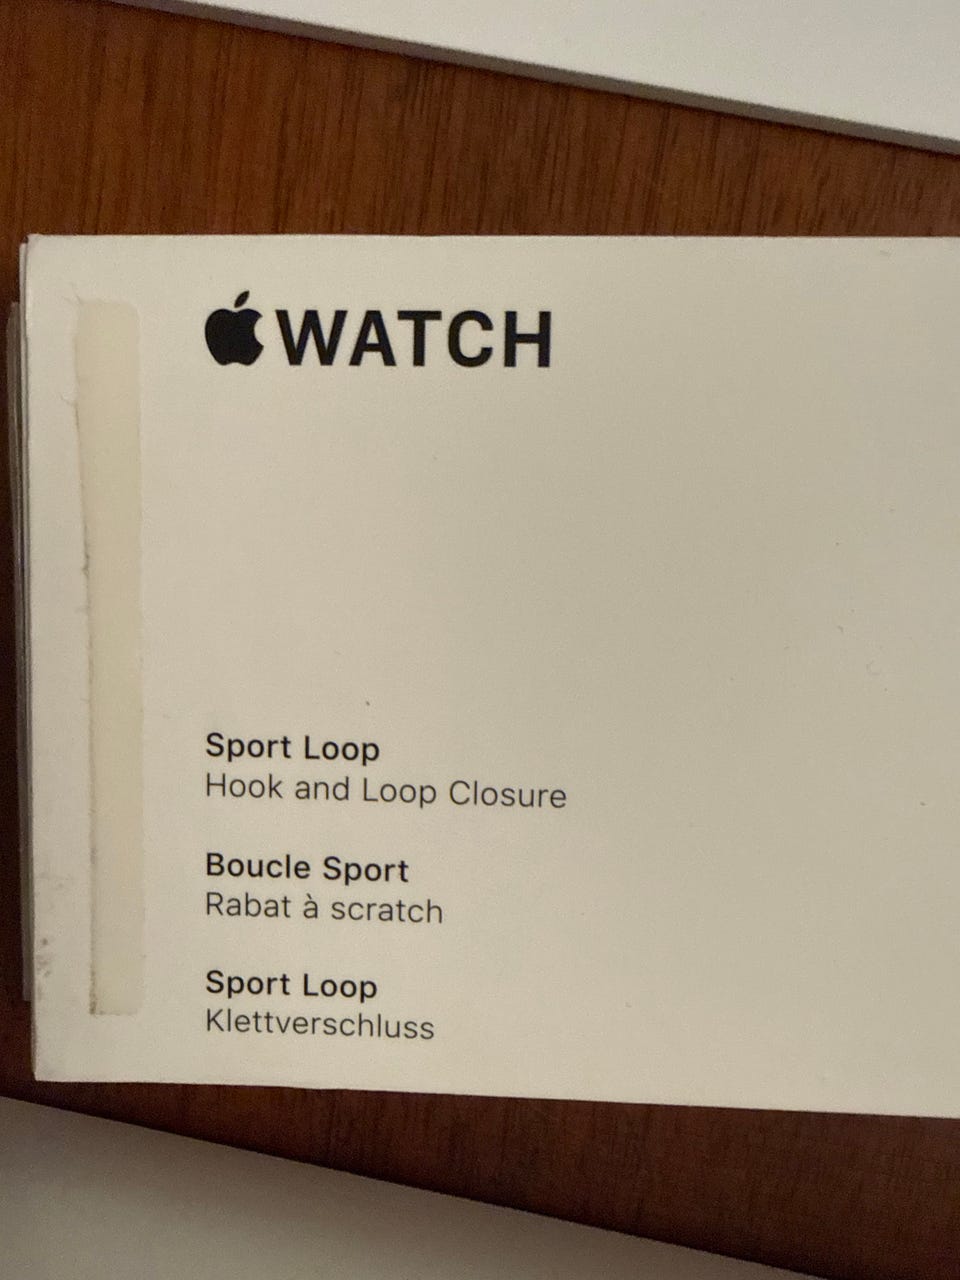 WATCH
Sport Loop
Hook and Loop Closure
Boucle Sport
Rabat à scratch
Sport Loop
Klettverschluss